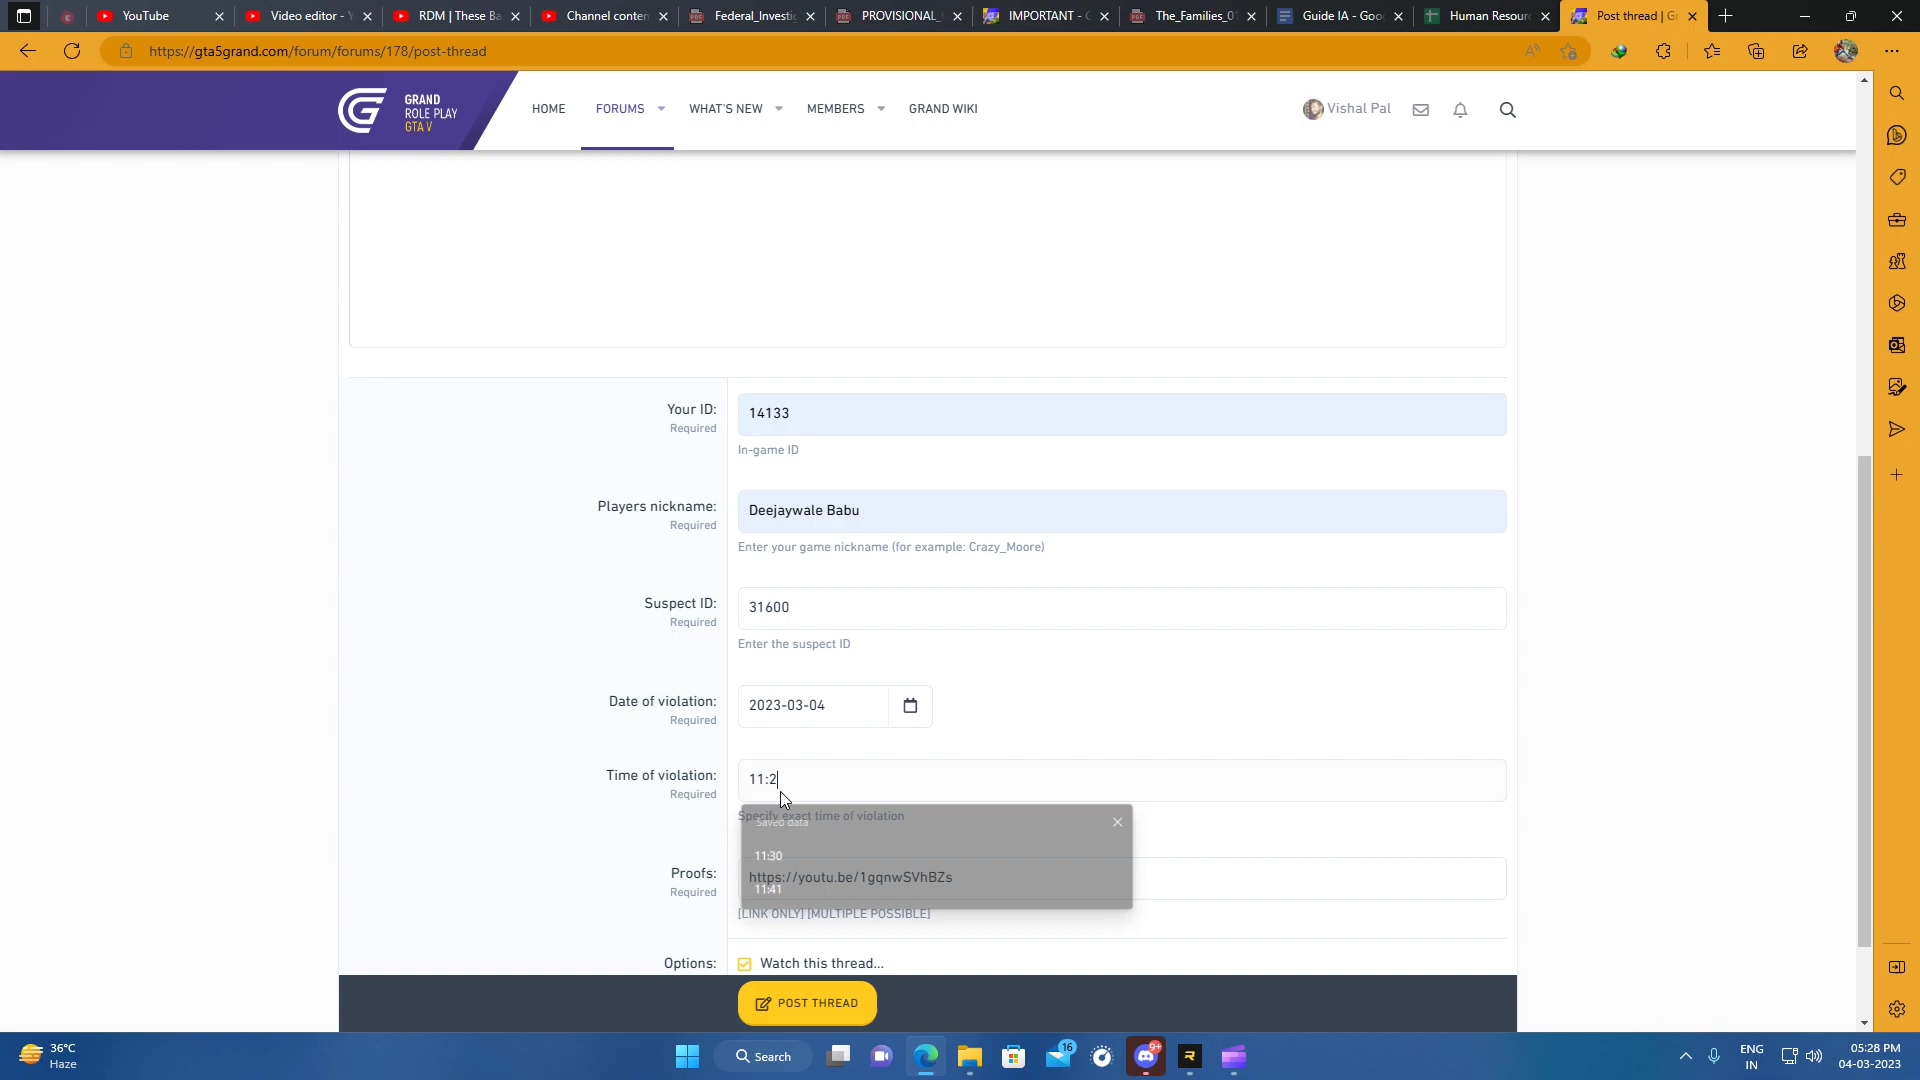 YouTube
Video editor - Y
RDM | These Ba
Channel conten
Federal_Investig
PROVISIONAL_
IMPORTANT - G
The_Families_01
Guide IA - Goo
Human Resour
Post thread | Gr
https://gta5grand.com/forum/forums/178/post-thread
GRAND
ROLE PLAY
GTA V
HOME
FORUMS
WHAT'S NEW
MEMBERS
GRAND WIKI
Vishal Pal
Your ID:
Required
14133
In-game ID
Players nickname:
Required
Deejaywale Babu
Enter your game nickname (for example: Crazy_Moore)
Suspect ID:
Required
31600
Enter the suspect ID
Date of violation:
Required
2023-03-04
Time of violation:
Required
11:2
Specify exact time of violation
Saved data
11:30
11:41
Proofs:
Required
https://youtu.be/1gqnwSVhBZs
[LINK ONLY] [MULTIPLE POSSIBLE]
Options:
Watch this thread...
POST THREAD
36°C
Haze
Search
16
9+
ENG
IN
05:28 PM
04-03-2023